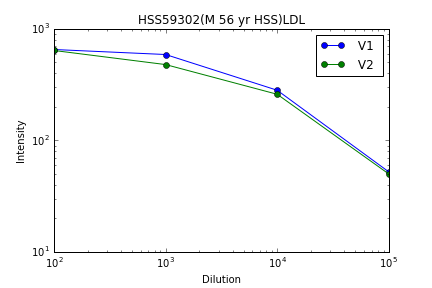 HSS59302(M 56 yr HSS)LDL
10³
V1
V2
10²
Intensity
10¹
10² 10³ 10⁴ 10⁵
Dilution